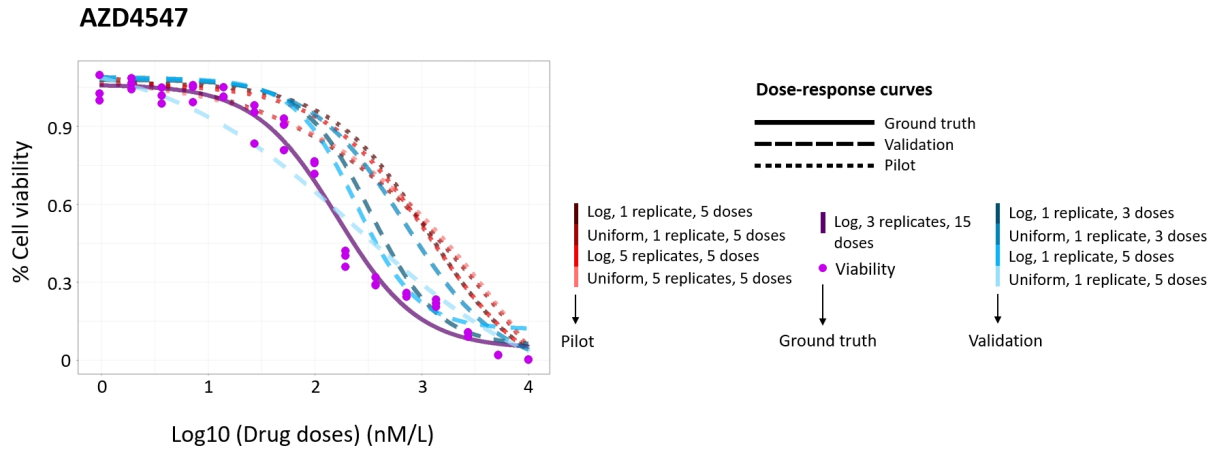 AZD4547
% Cell viability
0.9
0.6
0.3
0
0 1 2 3 4
Log10 (Drug doses) (nM/L)
Dose-response curves
Ground truth
Validation
Pilot
Log, 1 replicate, 5 doses
Uniform, 1 replicate, 5 doses
Log, 5 replicates, 5 doses
Uniform, 5 replicates, 5 doses
Pilot
Log, 3 replicates, 15
doses
Viability
Ground truth
Log, 1 replicate, 3 doses
Uniform, 1 replicate, 3 doses
Log, 1 replicate, 5 doses
Uniform, 1 replicate, 5 doses
Validation